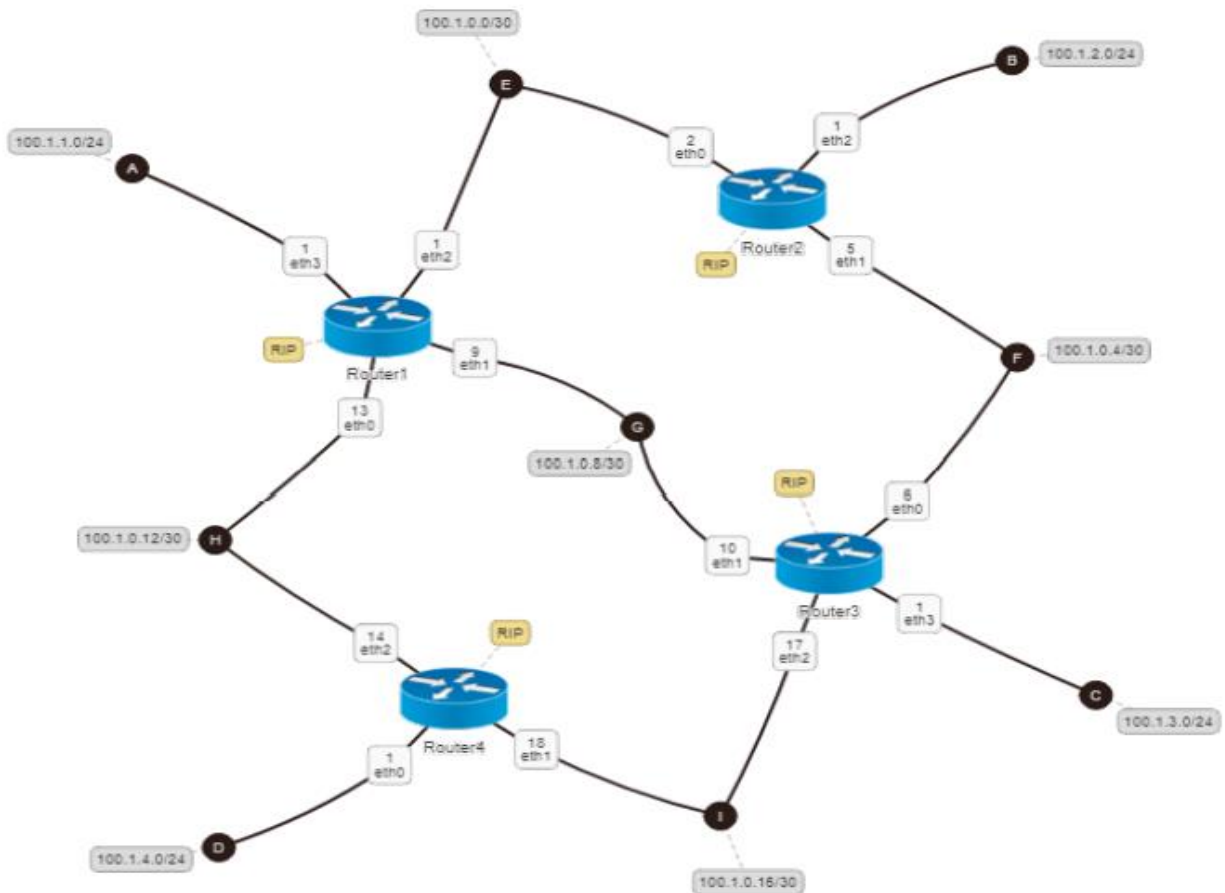 100.1.0.0/30
E
B
100.1.2.0/24
100.1.1.0/24
A
2
eth0
1
eth2
Router2
RIP
5
eth1
1
eth3
1
eth2
RIP
Router1
9
eth1
13
eth0
F
100.1.0.4/30
G
100.1.0.8/30
RIP
6
eth0
100.1.0.12/30
H
10
eth1
Router3
1
eth3
14
eth2
RIP
17
eth2
Router4
C
100.1.3.0/24
1
eth0
18
eth1
D
100.1.4.0/24
I
100.1.0.16/30